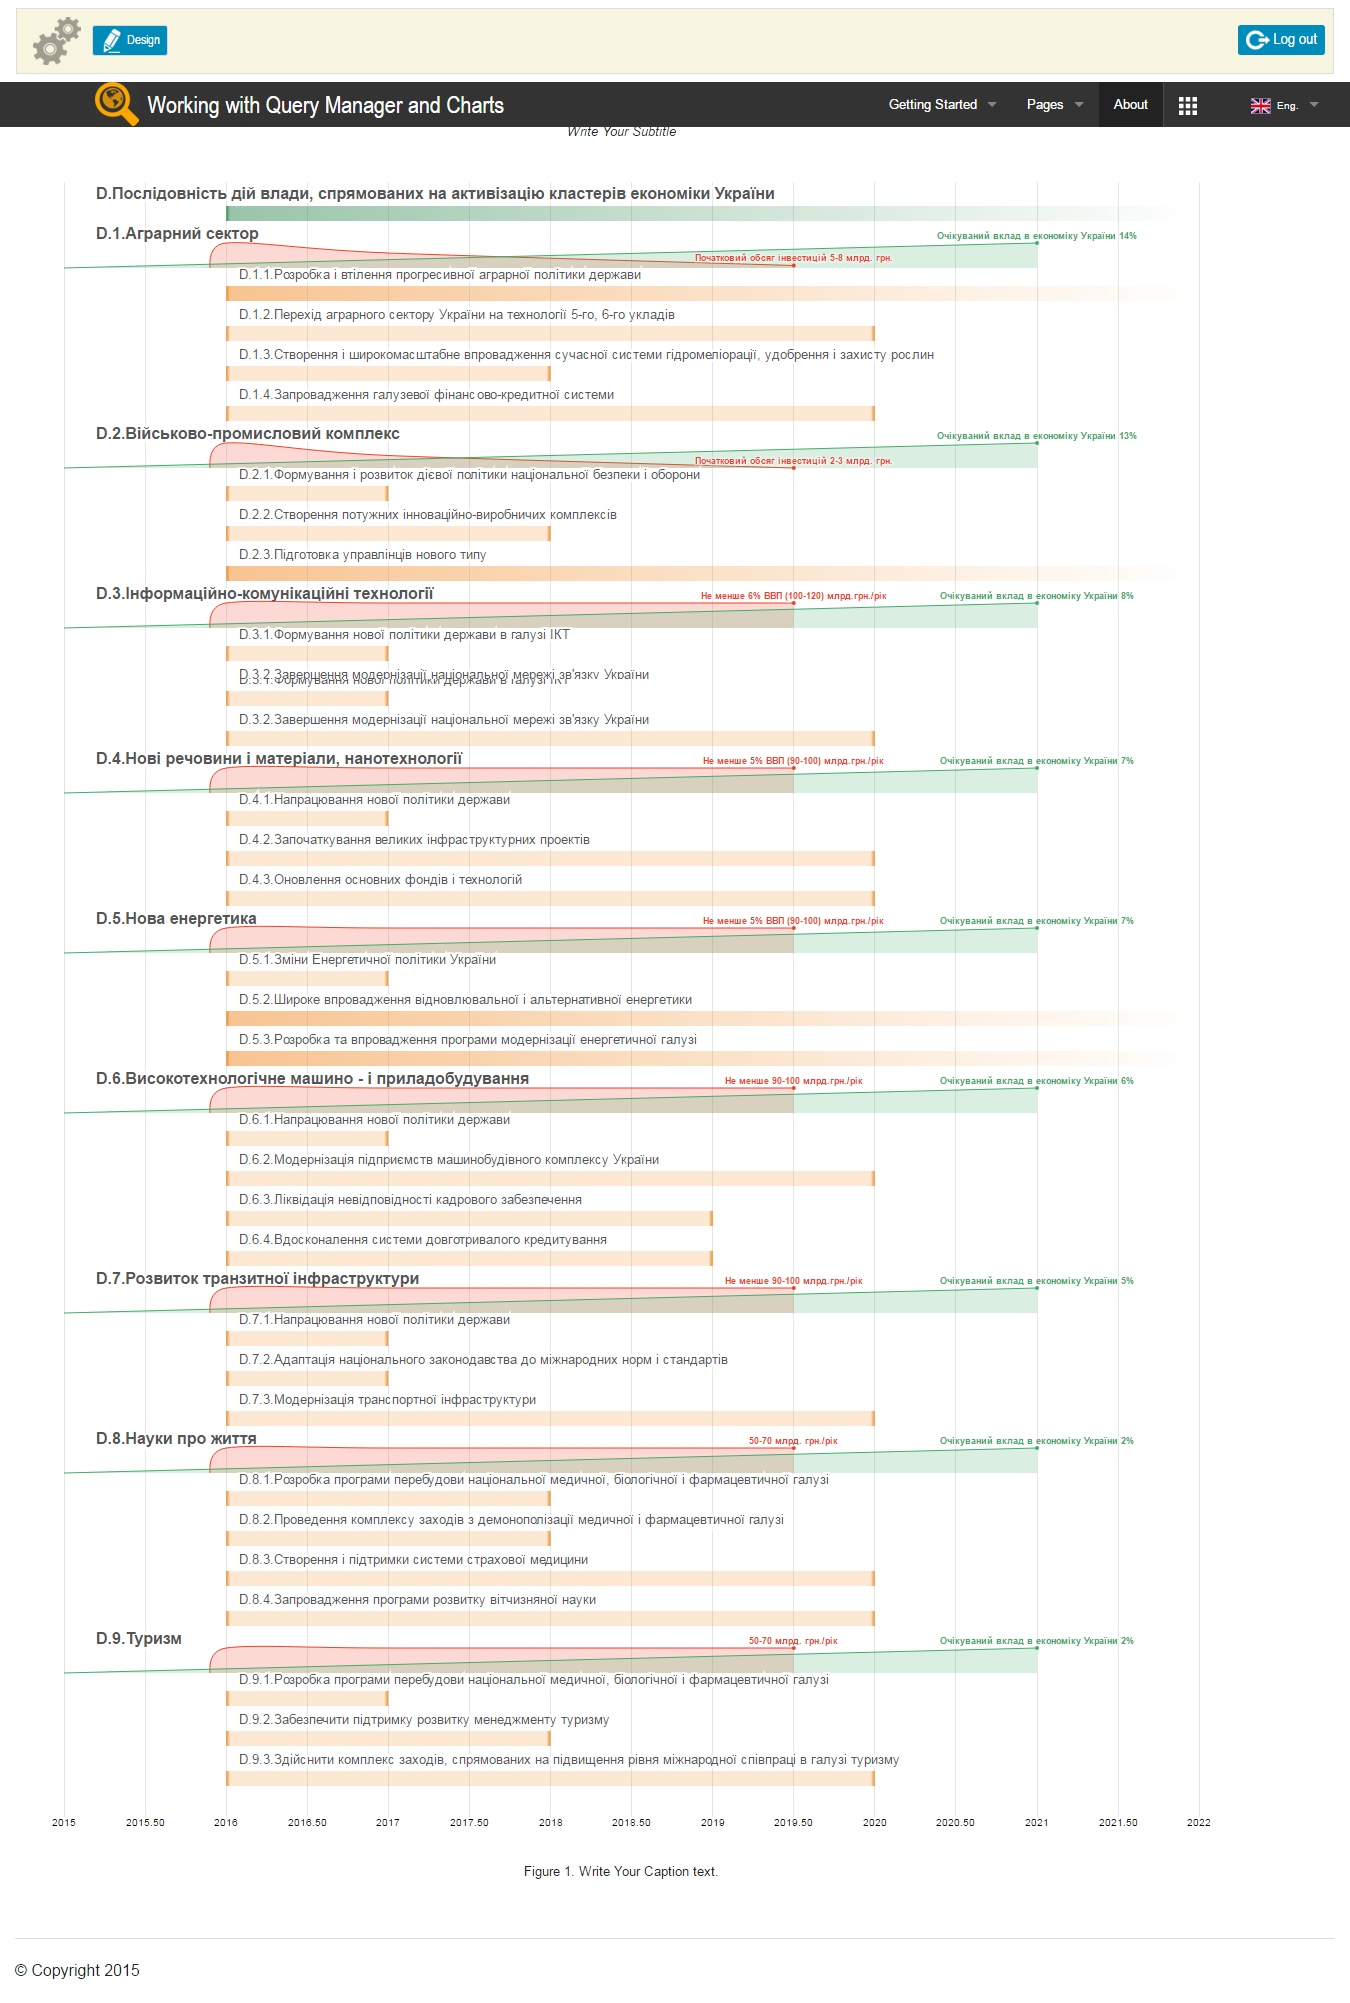 Design
Log out
Working with Query Manager and Charts
Getting Started
Pages
About
Eng.
Write Your Subtitle
D.Послідовність дій влади, спрямованих на активізацію кластерів економіки України
D.1.Аграрний сектор
Очікуваний вклад в економіку України 14%
Початковий обсяг інвестицій 5-8 млрд. грн.
D.1.1.Розробка і втілення прогресивної аграрної політики держави
D.1.2.Перехід аграрного сектору України на технології 5-го, 6-го укладів
D.1.3.Створення і широкомасштабне впровадження сучасної системи гідромеліорації, удобрення і захисту рослин
D.1.4.Запровадження галузевої фінансово-кредитної системи
D.2.Військово-промисловий комплекс
Очікуваний вклад в економіку України 13%
Початковий обсяг інвестицій 2-3 млрд. грн.
D.2.1.Формування і розвиток дієвої політики національної безпеки і оборони
D.2.2.Створення потужних інноваційно-виробничих комплексів
D.2.3.Підготовка управлінців нового типу
D.3.Інформаційно-комунікаційні технології
Не менше 6% ВВП (100-120) млрд.грн./рік
Очікуваний вклад в економіку України 8%
D.3.1.Формування нової політики держави в галузі ІКТ
D.3.2.Завершення модернізації національної мережі зв'язку України
D.3.1.Формування нової політики держави в галузі ІКТ
D.3.2.Завершення модернізації національної мережі зв'язку України
D.4.Нові речовини і матеріали, нанотехнології
Не менше 5% ВВП (90-100) млрд.грн./рік
Очікуваний вклад в економіку України 7%
D.4.1.Напрацювання нової політики держави
D.4.2.Започаткування великих інфраструктурних проектів
D.4.3.Оновлення основних фондів і технологій
D.5.Нова енергетика
Не менше 5% ВВП (90-100) млрд.грн./рік
Очікуваний вклад в економіку України 7%
D.5.1.Зміни Енергетичної політики України
D.5.2.Широке впровадження відновлювальної і альтернативної енергетики
D.5.3.Розробка та впровадження програми модернізації енергетичної галузі
D.6.Високотехнологічне машино - і приладобудування
Не менше 90-100 млрд.грн./рік
Очікуваний вклад в економіку України 6%
D.6.1.Напрацювання нової політики держави
D.6.2.Модернізація підприємств машинобудівного комплексу України
D.6.3.Ліквідація невідповідності кадрового забезпечення
D.6.4.Вдосконалення системи довготривалого кредитування
D.7.Розвиток транзитної інфраструктури
Не менше 90-100 млрд.грн./рік
Очікуваний вклад в економіку України 5%
D.7.1.Напрацювання нової політики держави
D.7.2.Адаптація національного законодавства до міжнародних норм і стандартів
D.7.3.Модернізація транспортної інфраструктури
D.8.Науки про життя
50-70 млрд. грн./рік
Очікуваний вклад в економіку України 2%
D.8.1.Розробка програми перебудови національної медичної, біологічної і фармацевтичної галузі
D.8.2.Проведення комплексу заходів з демонополізації медичної і фармацевтичної галузі
D.8.3.Створення і підтримки системи страхової медицини
D.8.4.Запровадження програми розвитку вітчизняної науки
D.9.Туризм
50-70 млрд. грн./рік
Очікуваний вклад в економіку України 2%
D.9.1.Розробка програми перебудови національної медичної, біологічної і фармацевтичної галузі
D.9.2.Забезпечити підтримку розвитку менеджменту туризму
D.9.3.Здійснити комплекс заходів, спрямованих на підвищення рівня міжнародної співпраці в галузі туризму
2015 2015.50 2016 2016.50 2017 2017.50 2018 2018.50 2019 2019.50 2020 2020.50 2021 2021.50 2022
Figure 1. Write Your Caption text.
© Copyright 2015